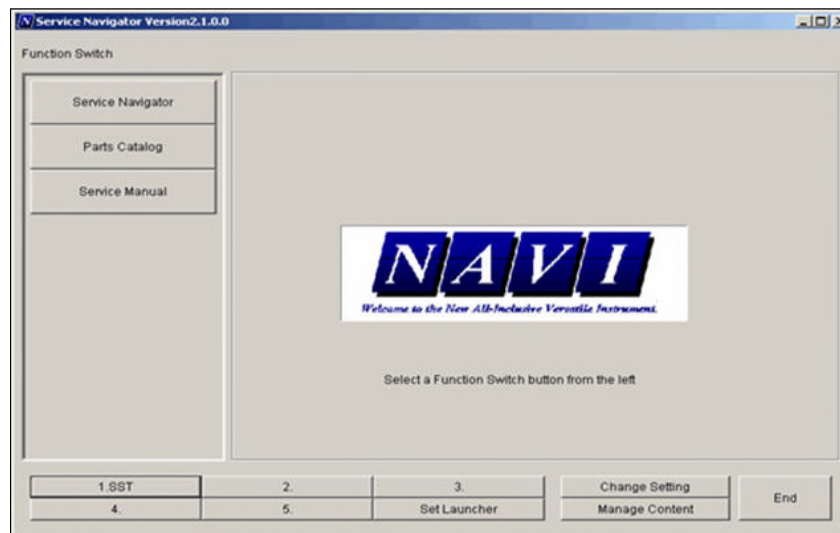 Service Navigator Version2.1.0.0
Function Switch
Service Navigator
Parts Catalog
Service Manual
NAVI
Welcome to the New All-Inclusive Versatile Instrument.
Select a Function Switch button from the left
1.SST 2. 3. Change Setting
4. 5. Set Launcher Manage Content
End